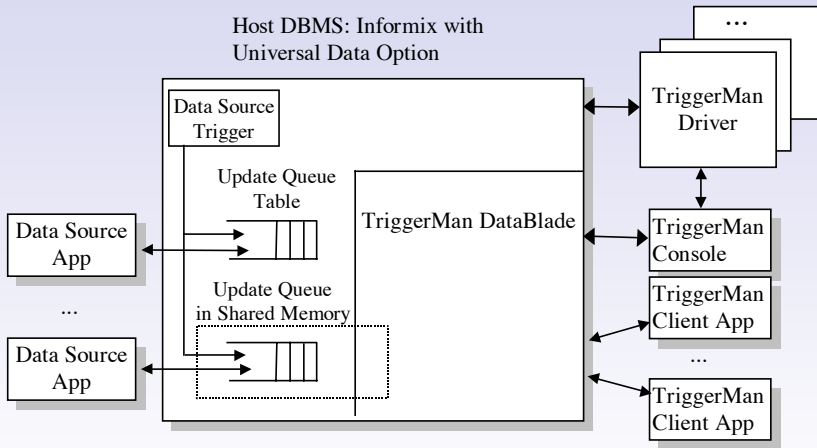 Host DBMS: Informix with
Universal Data Option
...
TriggerMan
Driver
Data Source
Trigger
Update Queue
Table
TriggerMan DataBlade
TriggerMan
Console
Data Source
App
...
Update Queue
in Shared Memory
TriggerMan
Client App
...
Data Source
App
TriggerMan
Client App